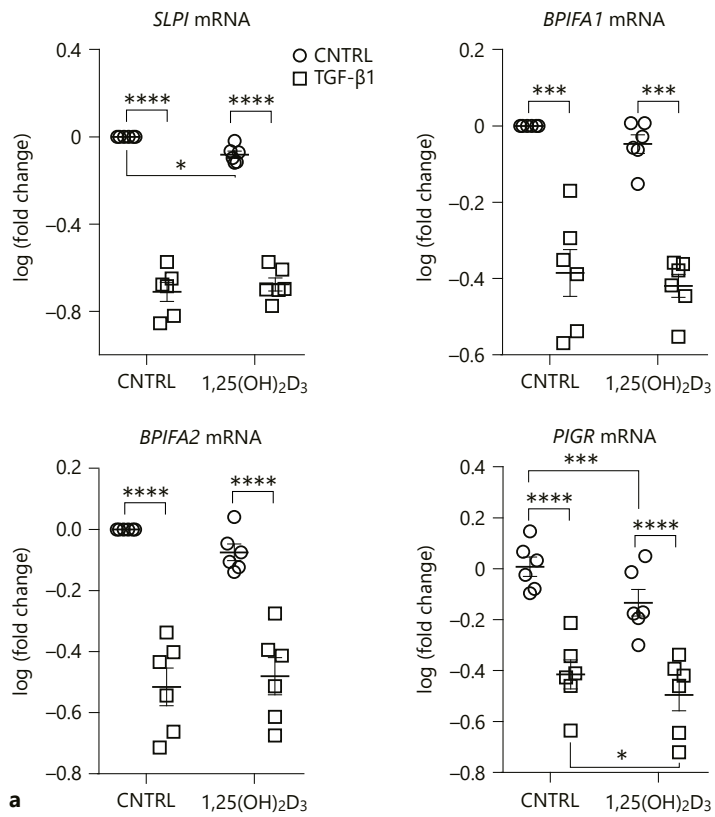 SLPI mRNA
0.4
0
−0.4
−0.8
log (fold change)
CNTRL
TGF-β1
****
****
*
CNTRL
1,25(OH)₂D₃
BPIFA1 mRNA
0.2
0
−0.2
−0.4
−0.6
log (fold change)
***
***
CNTRL
1,25(OH)₂D₃
BPIFA2 mRNA
0.2
0.0
−0.2
−0.4
−0.6
−0.8
log (fold change)
****
****
CNTRL
1,25(OH)₂D₃
PIGR mRNA
0.4
0.2
0
−0.2
−0.4
−0.6
−0.8
log (fold change)
***
****
****
*
CNTRL
1,25(OH)₂D₃
a